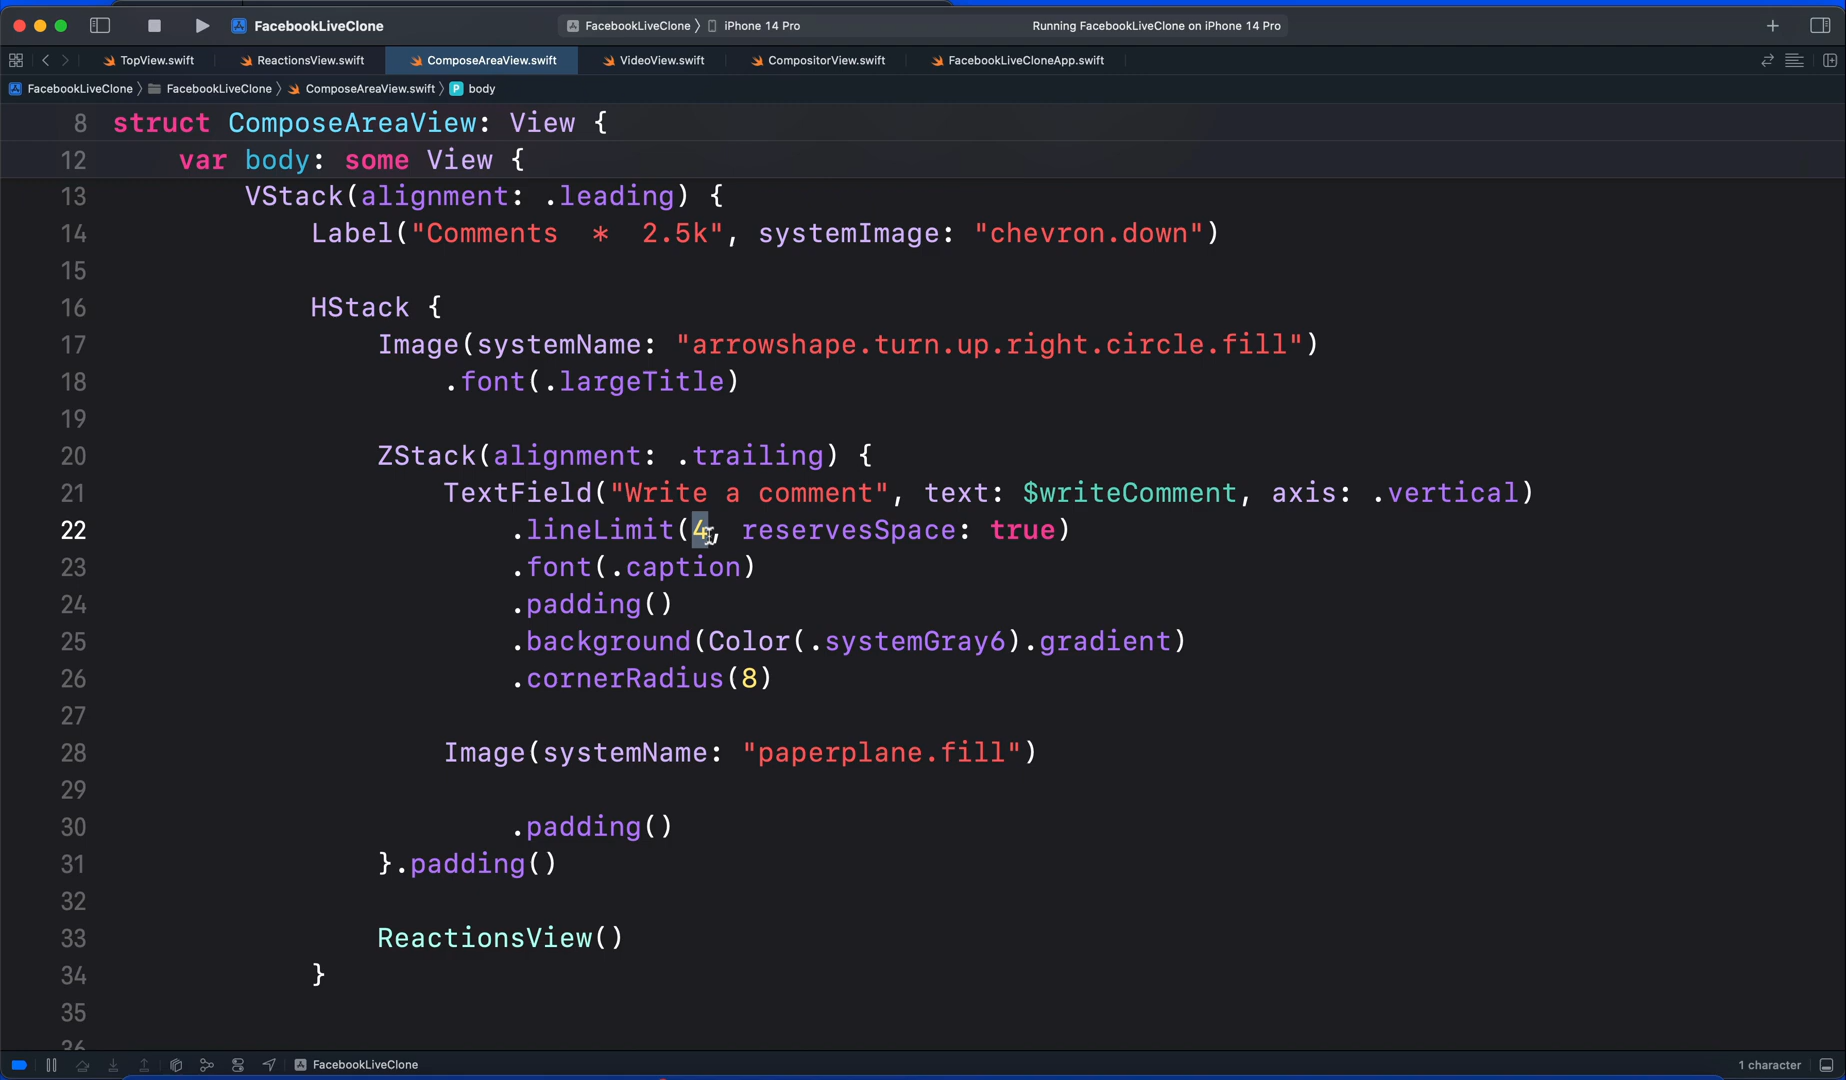 FacebookLiveClone
FacebookLiveClone 〉 iPhone 14 Pro
Running FacebookLiveClone on iPhone 14 Pro
TopView.swift
ReactionsView.swift
ComposeAreaView.swift
VideoView.swift
CompositorView.swift
FacebookLiveCloneApp.swift
FacebookLiveClone 〉 FacebookLiveClone 〉 ComposeAreaView.swift 〉 P body
8 struct ComposeAreaView: View {
12 var body: some View {
13 VStack(alignment: .leading) {
14 Label("Comments  *  2.5k", systemImage: "chevron.down")
15
16 HStack {
17 Image(systemName: "arrowshape.turn.up.right.circle.fill")
18 .font(.largeTitle)
19
20 ZStack(alignment: .trailing) {
21 TextField("Write a comment", text: $writeComment, axis: .vertical)
22 .lineLimit(4, reservesSpace: true)
23 .font(.caption)
24 .padding()
25 .background(Color(.systemGray6).gradient)
26 .cornerRadius(8)
27
28 Image(systemName: "paperplane.fill")
29
30 .padding()
31 }.padding()
32
33 ReactionsView()
34 }
35
36
FacebookLiveClone
1 character